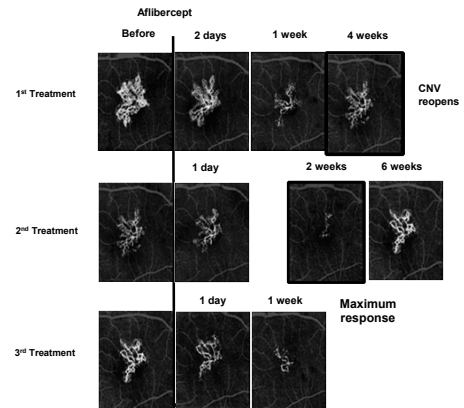 Aflibercept
Before 2 days 1 week 4 weeks
1st Treatment
CNV
reopens
1 day 2 weeks 6 weeks
2nd Treatment
1 day 1 week Maximum
response
3rd Treatment